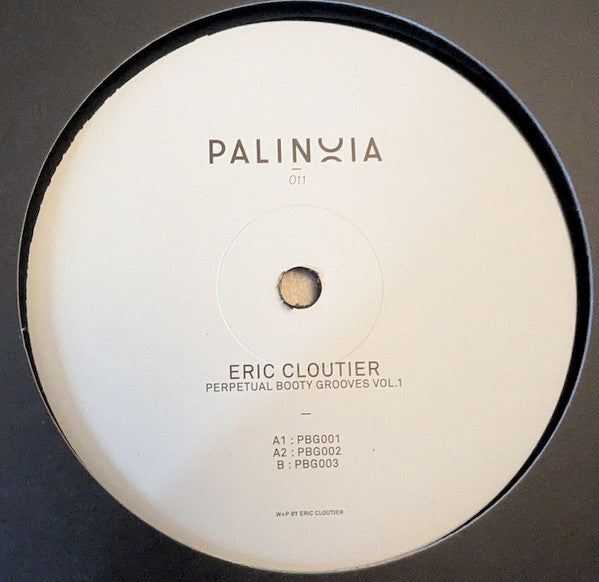 PALINOIA
011
ERIC CLOUTIER
PERPETUAL BOOTY GROOVES VOL.1
—
A1 : PBG001
A2 : PBG002
B : PBG003
W+P BY ERIC CLOUTIER